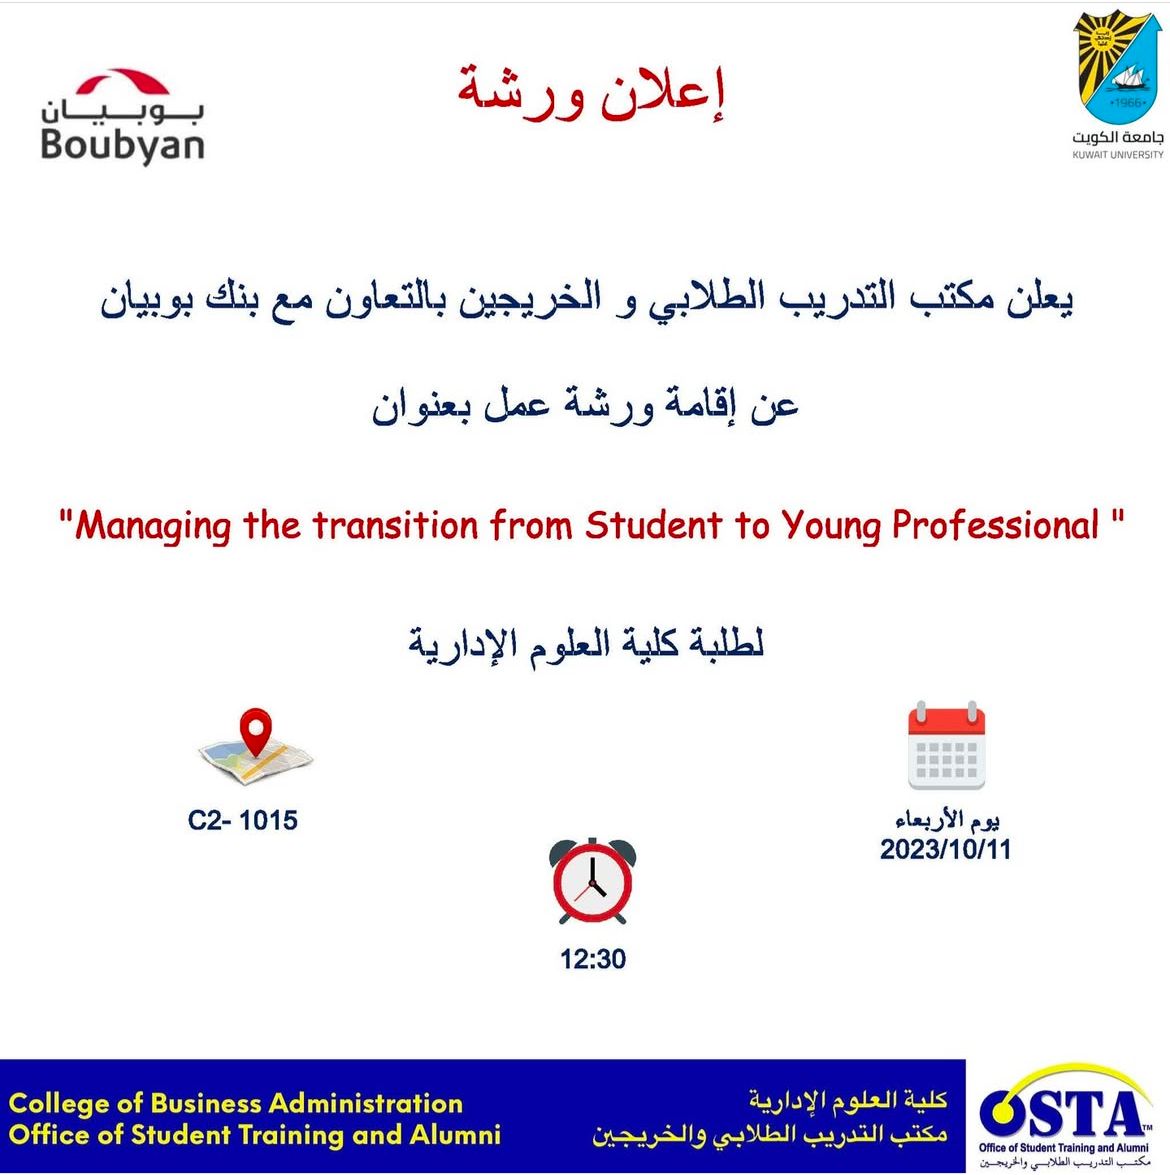 بوبيان
Boubyan
إعلان ورشة
1966
جامعة الكويت
KUWAIT UNIVERSITY
يعلن مكتب التدريب الطلابي و الخريجين بالتعاون مع بنك بوبيان
عن إقامة ورشة عمل بعنوان
"Managing the transition from Student to Young Professional "
لطلبة كلية العلوم الإدارية
يوم الأربعاء
2023/10/11
C2- 1015
12:30
College of Business Administration
Office of Student Training and Alumni
كلية العلوم الإدارية
مكتب التدريب الطلابي والخريجين
OSTA TM
Office of Student Training and Alumni
مكتب التدريب الطلابي والخريجين